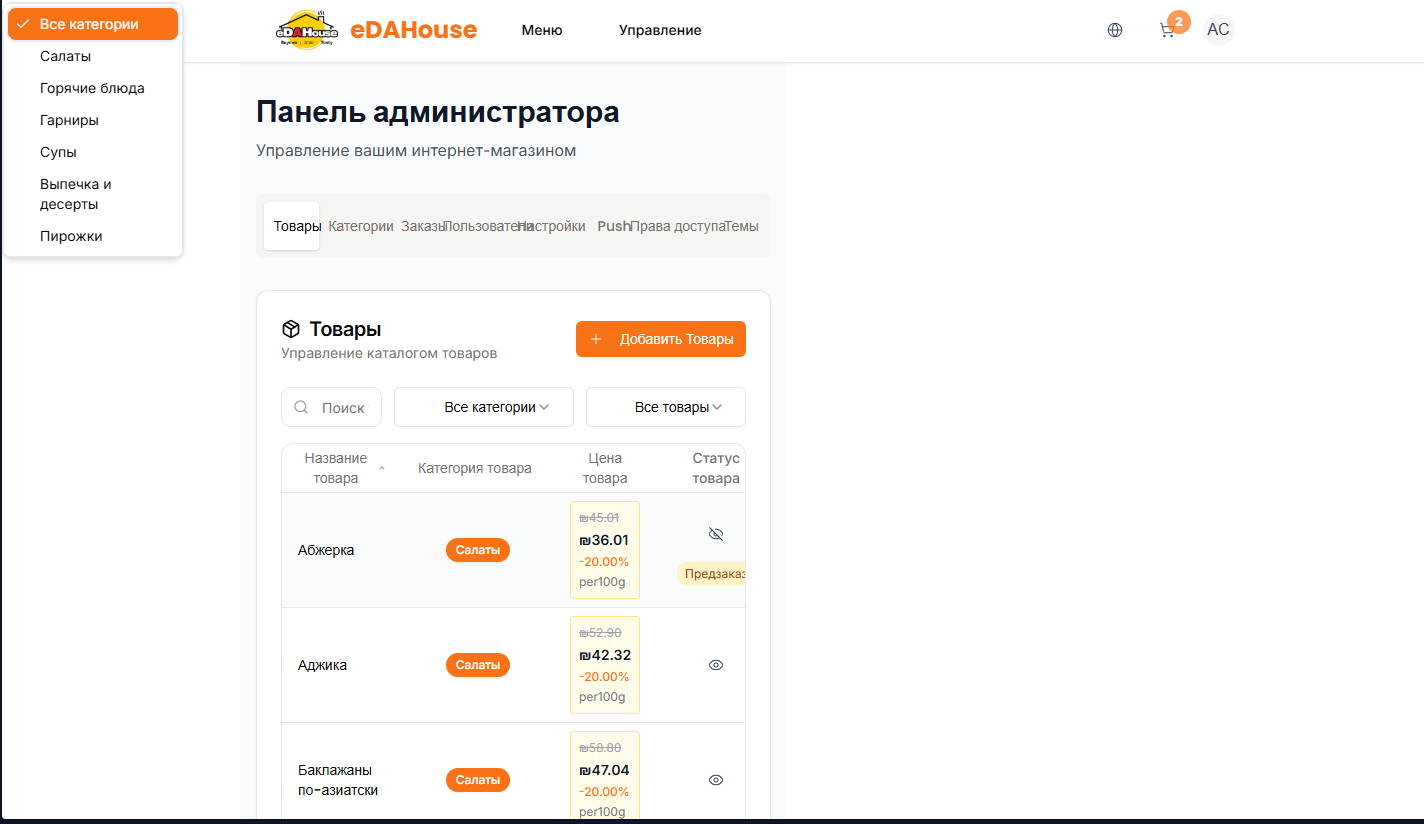 Все категории
Салаты
Горячие блюда
Гарниры
Супы
Выпечка и
десерты
Пирожки
eDAHouse
eDAHouse
Меню
Управление
2
AC
Панель администратора
Управление вашим интернет-магазином
Товары Категории Заказы Пользователи Настройки Push Права доступа Темы
Товары
Управление каталогом товаров
+ Добавить Товары
Поиск
Все категории
Все товары
Название
товара
Категория товара
Цена
товара
Статус
товара
Абжерка
Салаты
₪45.01
₪36.01
-20.00%
per100g
Предзаказ
Аджика
Салаты
₪52.90
₪42.32
-20.00%
per100g
Баклажаны
по-азиатски
Салаты
₪58.80
₪47.04
-20.00%
per100g